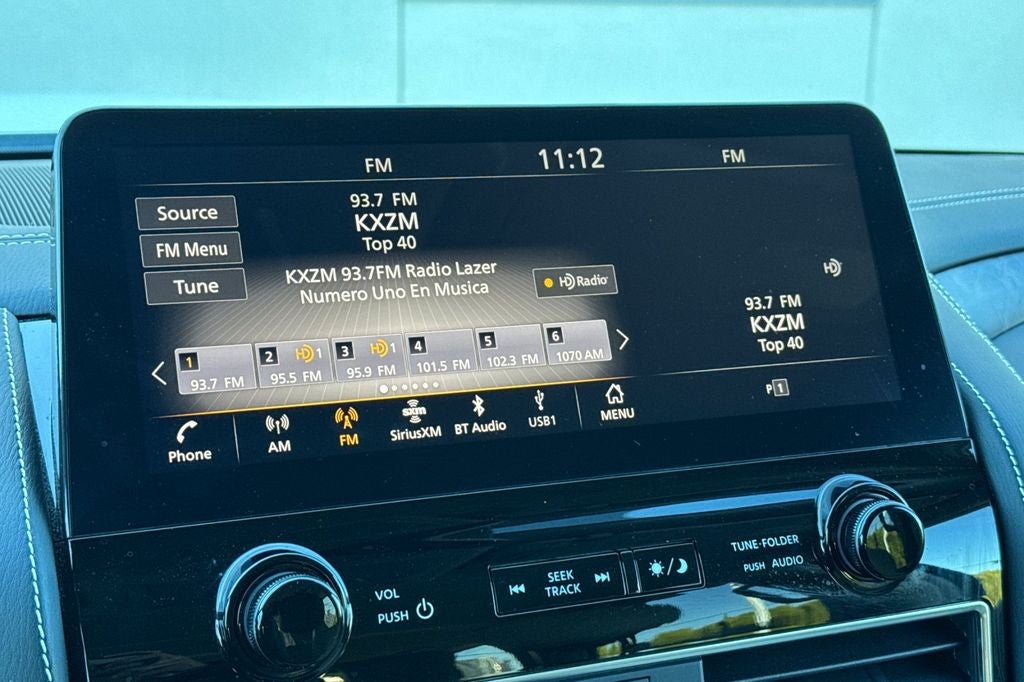 FM
11:12
FM
Source
FM Menu
Tune
93.7 FM
KXZM
Top 40
KXZM 93.7FM Radio Lazer
Numero Uno En Musica
HD Radio
93.7 FM
KXZM
Top 40
P 1
1
93.7 FM
2 HD 1
95.5 FM
3 HD 1
95.9 FM
4
101.5 FM
5
102.3 FM
6
1070 AM
Phone
AM
FM
sxm
SiriusXM
BT Audio
USB1
MENU
VOL
PUSH
SEEK
TRACK
TUNE·FOLDER
PUSH AUDIO